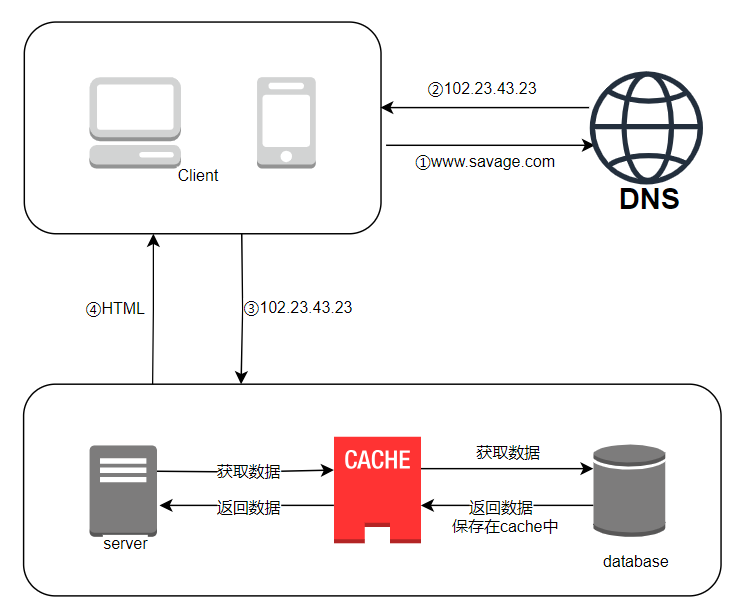 ②102.23.43.23
①www.savage.com
Client
DNS
④HTML
③102.23.43.23
CACHE
获取数据
获取数据
返回数据
返回数据
保存在cache中
server
database